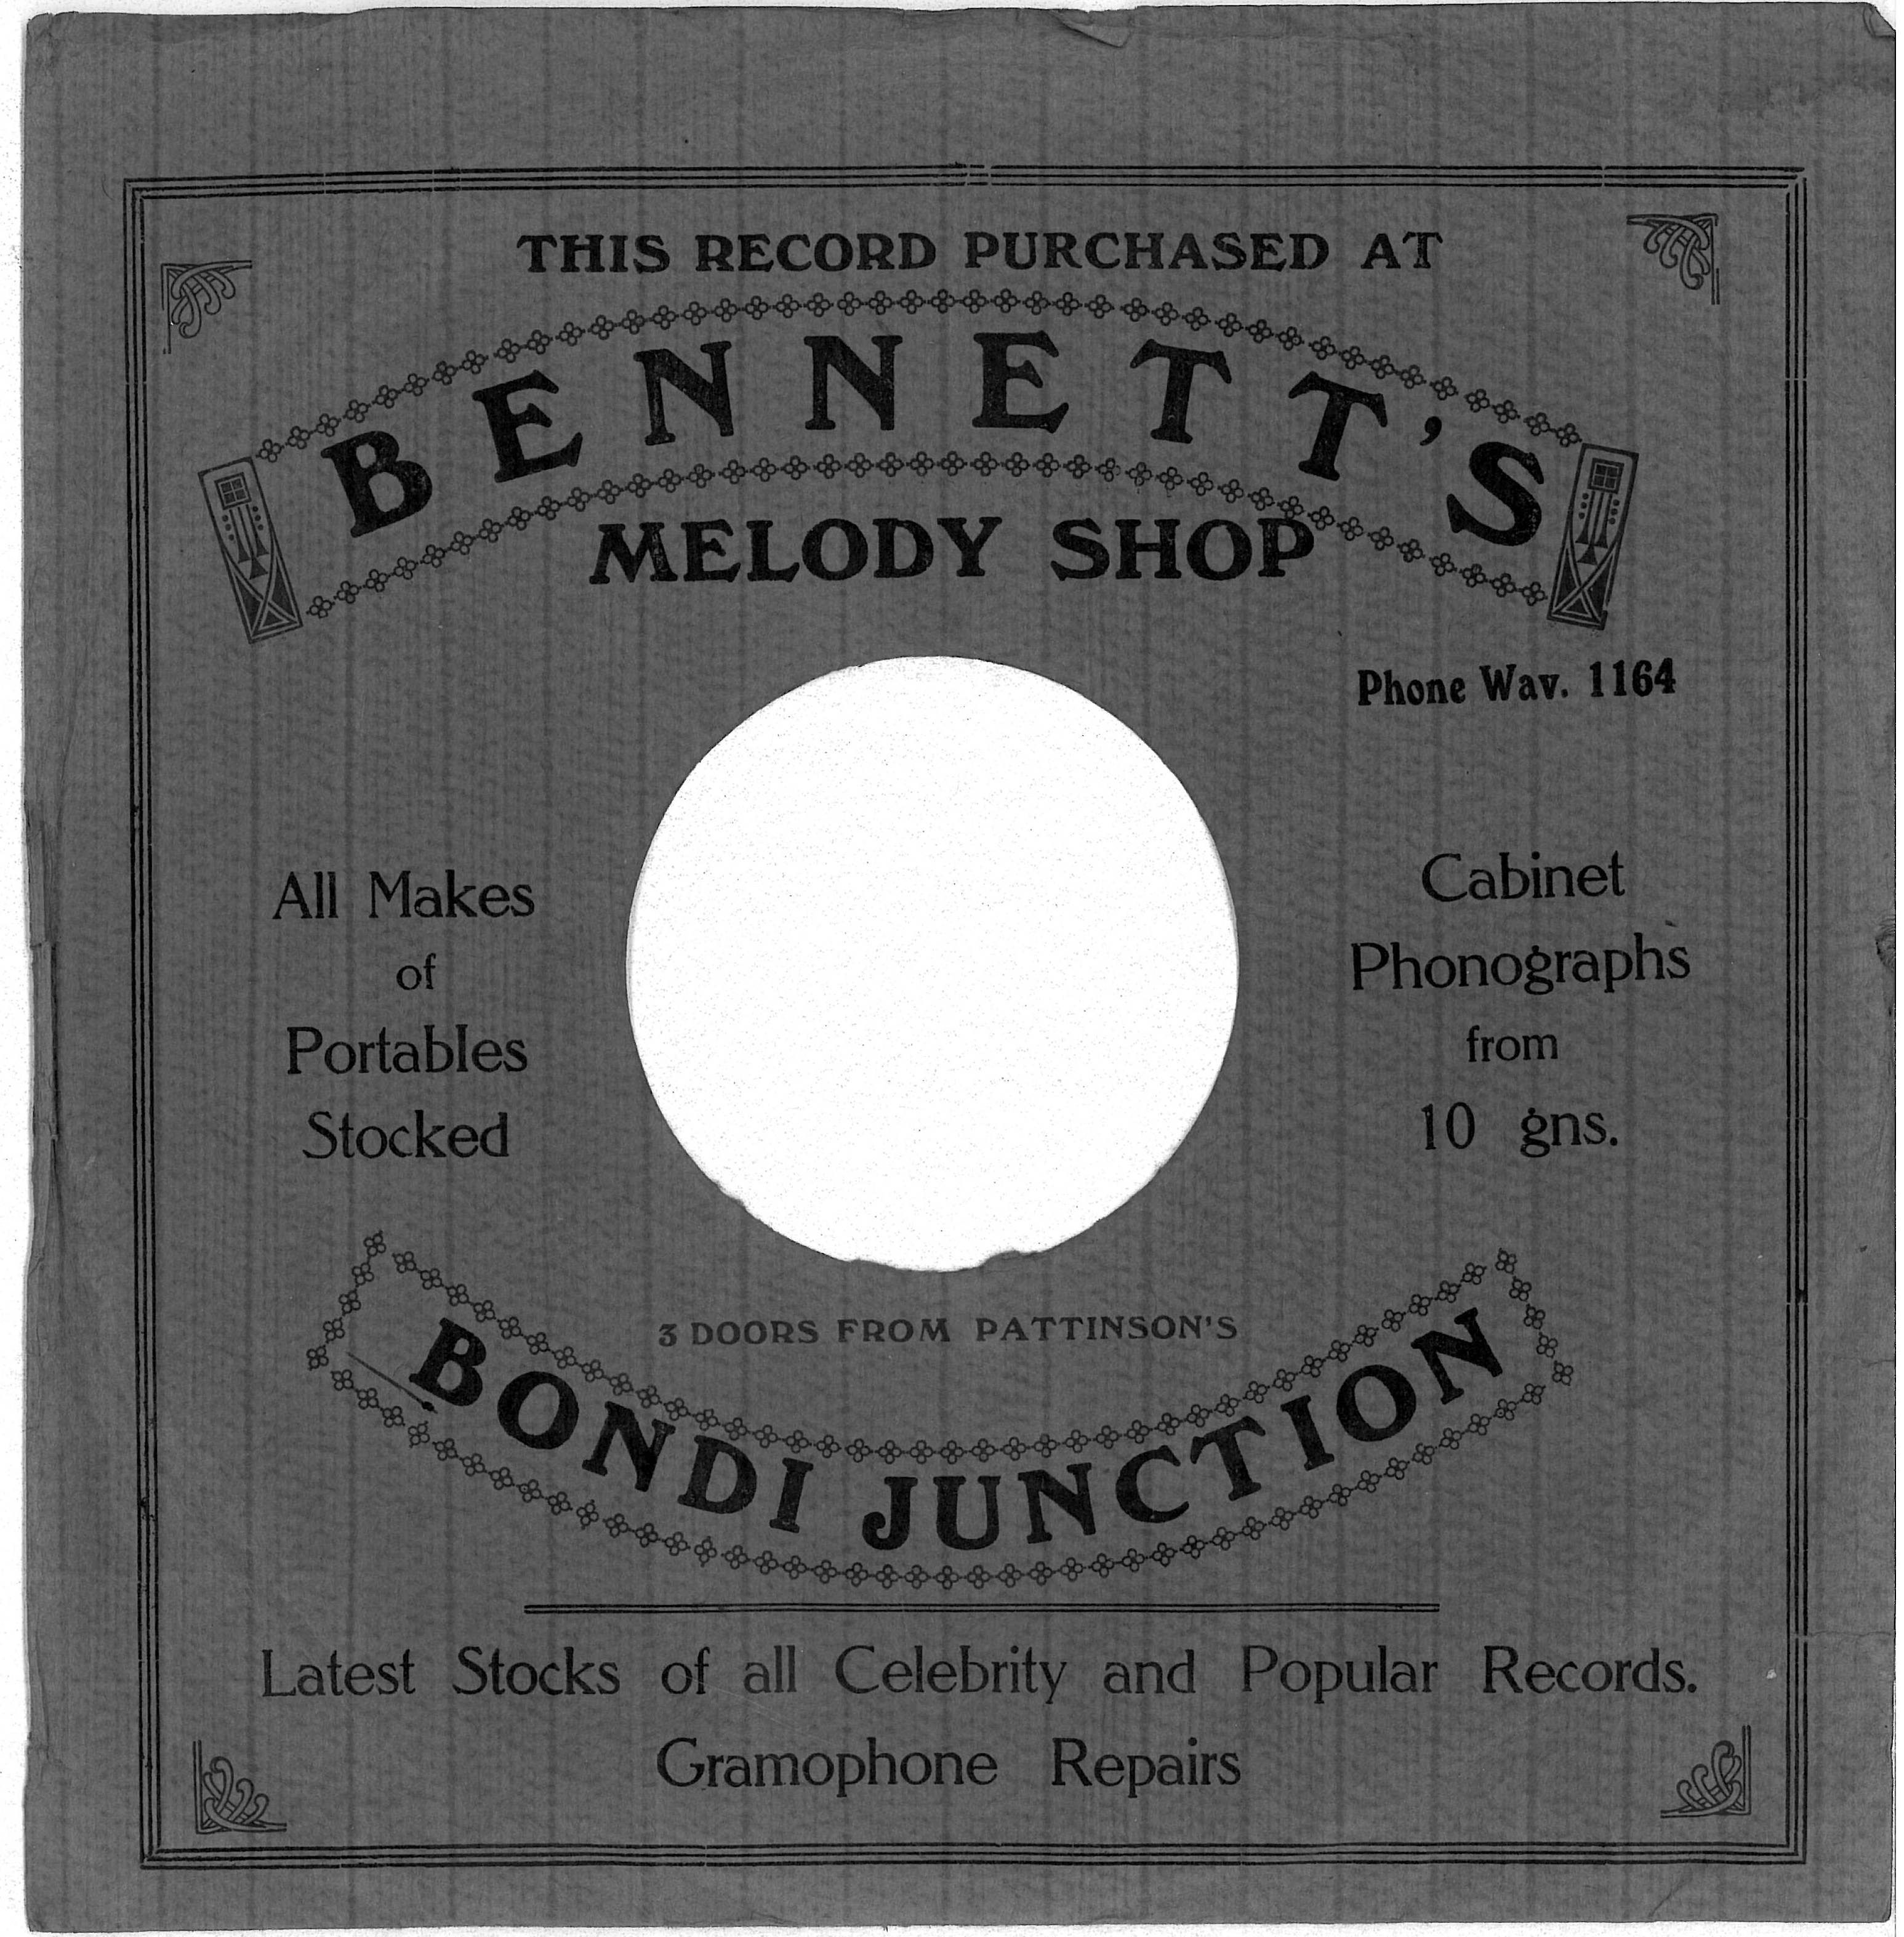 THIS RECORD PURCHASED AT
BENNETT'S
MELODY SHOP
Phone Wav. 1164
All Makes
of
Portables
Stocked
Cabinet
Phonographs
from
10 gns.
3 DOORS FROM PATTINSON'S
BONDI JUNCTION
Latest Stocks of all Celebrity and Popular Records.
Gramophone Repairs